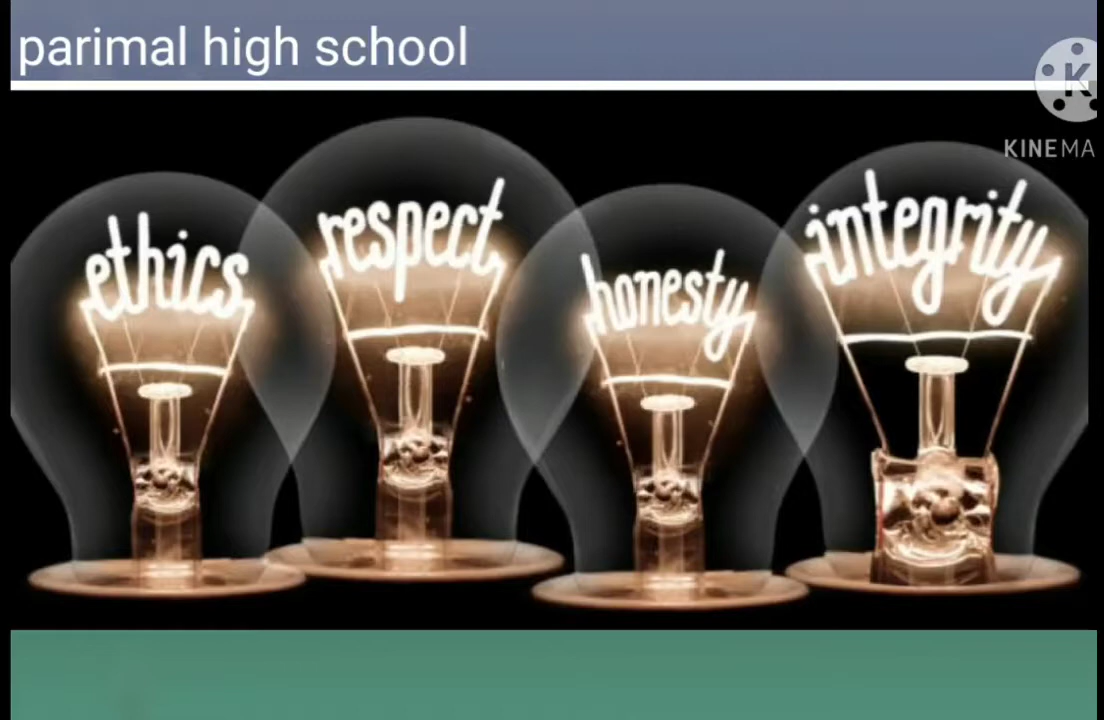 parimal high school
K
KINEMA
ethics
respect
honesty
integrity